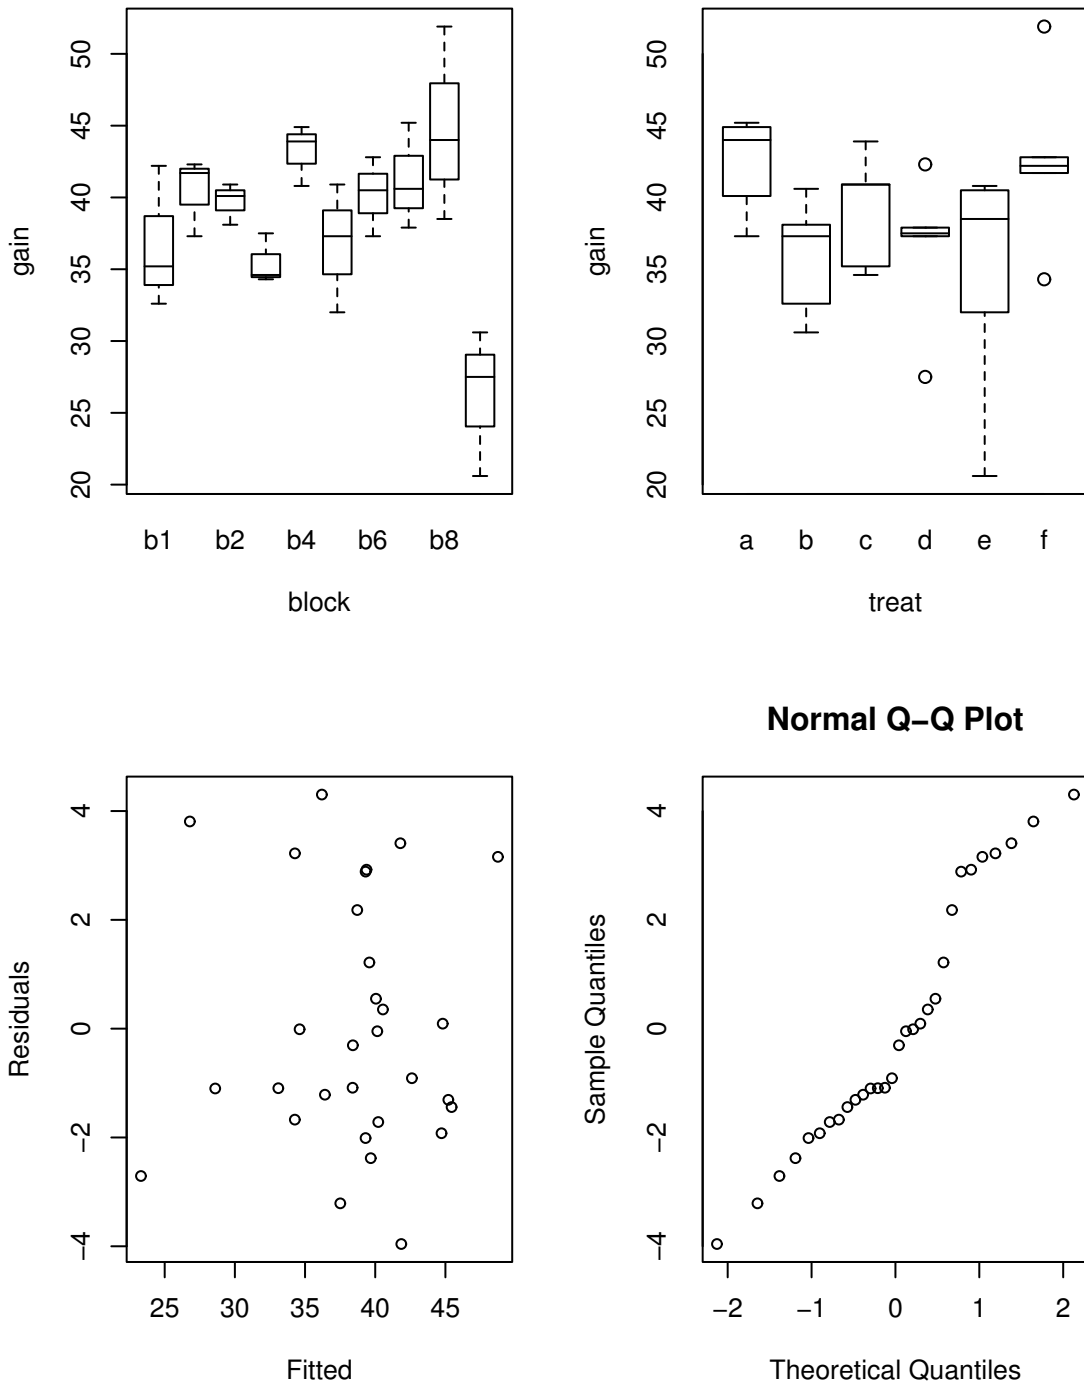 gain
50
45
40
35
30
25
20
b1 b2 b4 b6 b8
block
gain
50
45
40
35
30
25
20
a b c d e f
treat
Residuals
4
2
0
−2
−4
25 30 35 40 45
Fitted
Normal Q−Q Plot
Sample Quantiles
4
2
0
−2
−4
−2 −1 0 1 2
Theoretical Quantiles